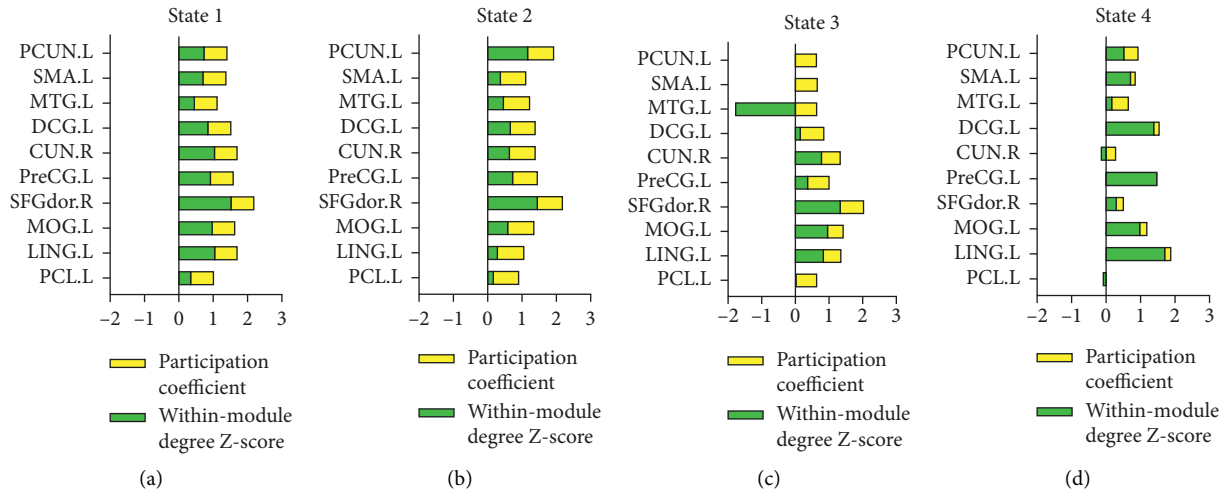 State 1
PCUN.L
SMA.L
MTG.L
DCG.L
CUN.R
PreCG.L
SFGdor.R
MOG.L
LING.L
PCL.L
−2 −1 0 1 2 3
Participation
coefficient
Within-module
degree Z-score
(a)
State 2
PCUN.L
SMA.L
MTG.L
DCG.L
CUN.R
PreCG.L
SFGdor.R
MOG.L
LING.L
PCL.L
−2 −1 0 1 2 3
Participation
coefficient
Within-module
degree Z-score
(b)
State 3
PCUN.L
SMA.L
MTG.L
DCG.L
CUN.R
PreCG.L
SFGdor.R
MOG.L
LING.L
PCL.L
−2 −1 0 1 2 3
Participation
coefficient
Within-module
degree Z-score
(c)
State 4
PCUN.L
SMA.L
MTG.L
DCG.L
CUN.R
PreCG.L
SFGdor.R
MOG.L
LING.L
PCL.L
−2 −1 0 1 2 3
Participation
coefficient
Within-module
degree Z-score
(d)